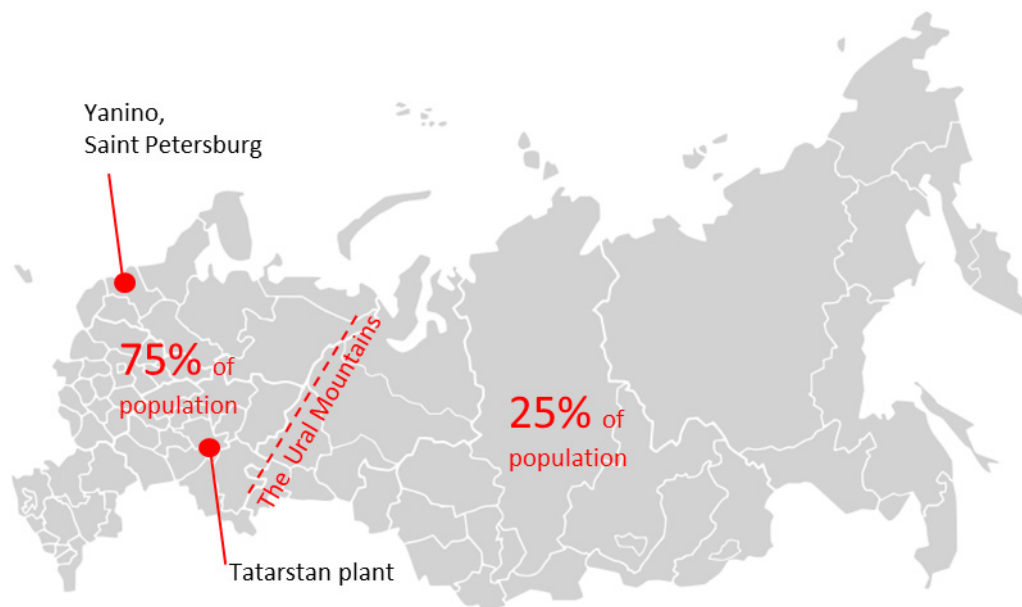 Yanino,
Saint Petersburg
75% of
population
The Ural Mountains
25% of
population
Tatarstan plant